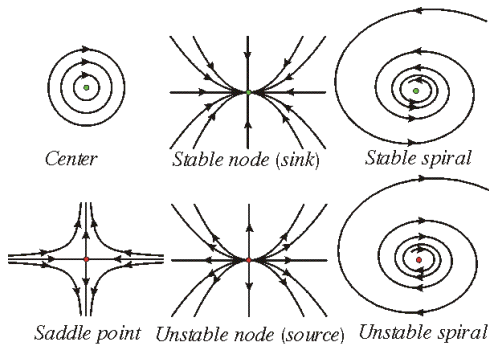 Center
Stable node (sink)
Stable spiral
Saddle point
Unstable node (source)
Unstable spiral